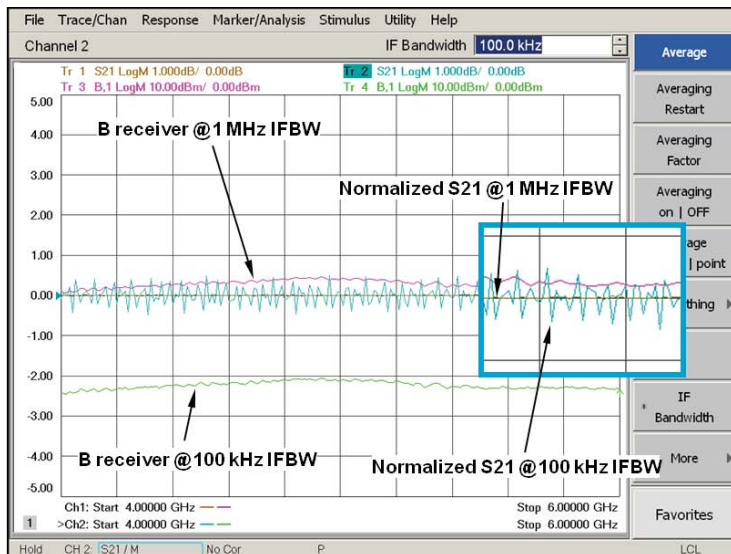 File Trace/Chan Response Marker/Analysis Stimulus Utility Help
Channel 2 IF Bandwidth 100.0 kHz
Average
Tr 1 S21 LogM 1.000dB/ 0.00dB Tr 2 S21 LogM 1.000dB/ 0.00dB
Tr 3 B,1 LogM 10.00dBm/ 0.00dBm Tr 4 B,1 LogM 10.00dBm/ 0.00dBm
Averaging
Restart
5.00
B receiver @1 MHz IFBW
4.00
Averaging
Factor
3.00
Normalized S21 @1 MHz IFBW
Averaging
on | OFF
2.00
1.00
age
| point
0.00
thing
-1.00
-2.00
-3.00
IF
* Bandwidth
-4.00
B receiver @100 kHz IFBW
Normalized S21 @100 kHz IFBW
More
-5.00
Ch1: Start 4.00000 GHz Stop 6.00000 GHz
1 >Ch2: Start 4.00000 GHz Stop 6.00000 GHz
Favorites
Hold CH 2: S21 / M No Cor P LCL